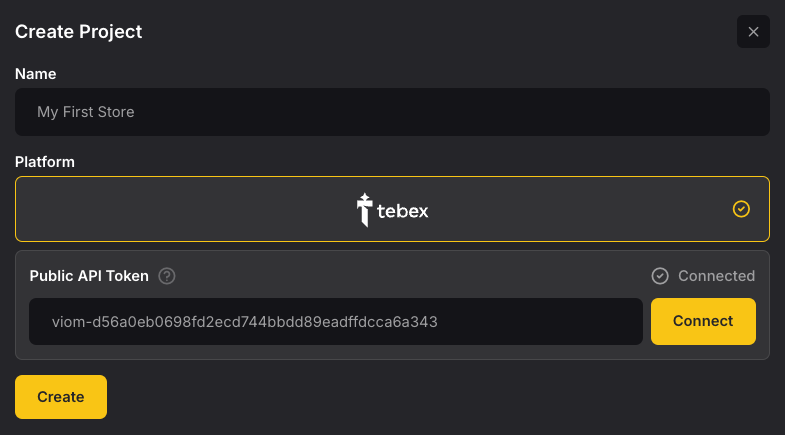 Create Project
Name
My First Store
Platform
tebex
Public API Token ?
Connected
viom-d56a0eb0698fd2ecd744bbdd89eadffdcca6a343
Connect
Create